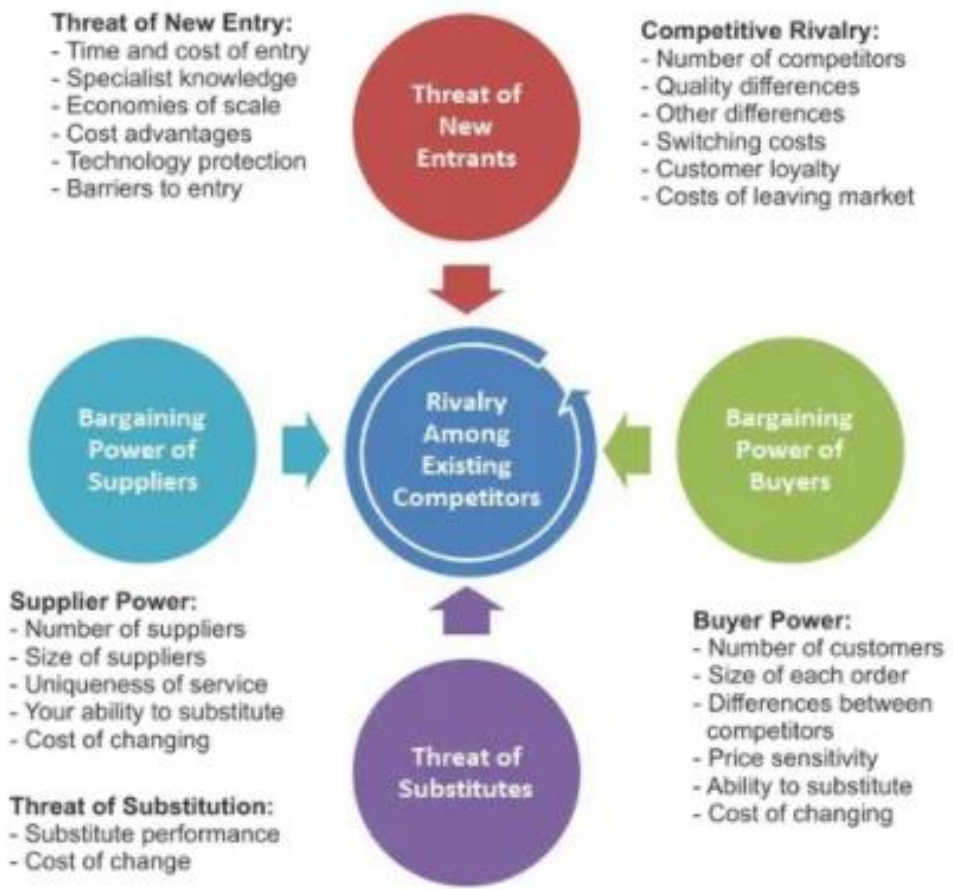 Threat of New Entry:
- Time and cost of entry
- Specialist knowledge
- Economies of scale
- Cost advantages
- Technology protection
- Barriers to entry
Threat of
New
Entrants
Competitive Rivalry:
- Number of competitors
- Quality differences
- Other differences
- Switching costs
- Customer loyalty
- Costs of leaving market
Bargaining
Power of
Suppliers
Rivalry
Among
Existing
Competitors
Bargaining
Power of
Buyers
Supplier Power:
- Number of suppliers
- Size of suppliers
- Uniqueness of service
- Your ability to substitute
- Cost of changing
Threat of Substitution:
- Substitute performance
- Cost of change
Threat of
Substitutes
Buyer Power:
- Number of customers
- Size of each order
- Differences between
competitors
- Price sensitivity
- Ability to substitute
- Cost of changing